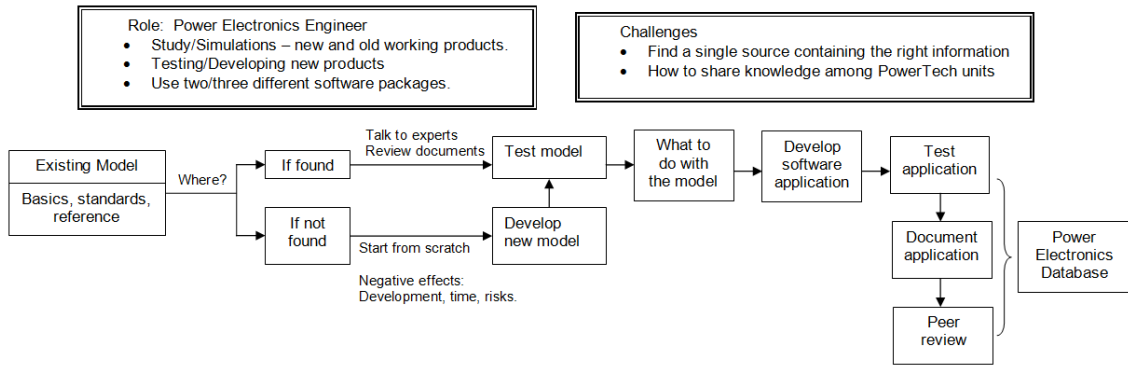 Role: Power Electronics Engineer
• Study/Simulations – new and old working products.
• Testing/Developing new products
• Use two/three different software packages.
Challenges
• Find a single source containing the right information
• How to share knowledge among PowerTech units
Existing Model
Basics, standards,
reference
Where?
If found
If not
found
Talk to experts
Review documents
Start from scratch
Negative effects:
Development, time, risks.
Test model
Develop
new model
What to
do with
the model
Develop
software
application
Test
application
Document
application
Peer
review
Power
Electronics
Database